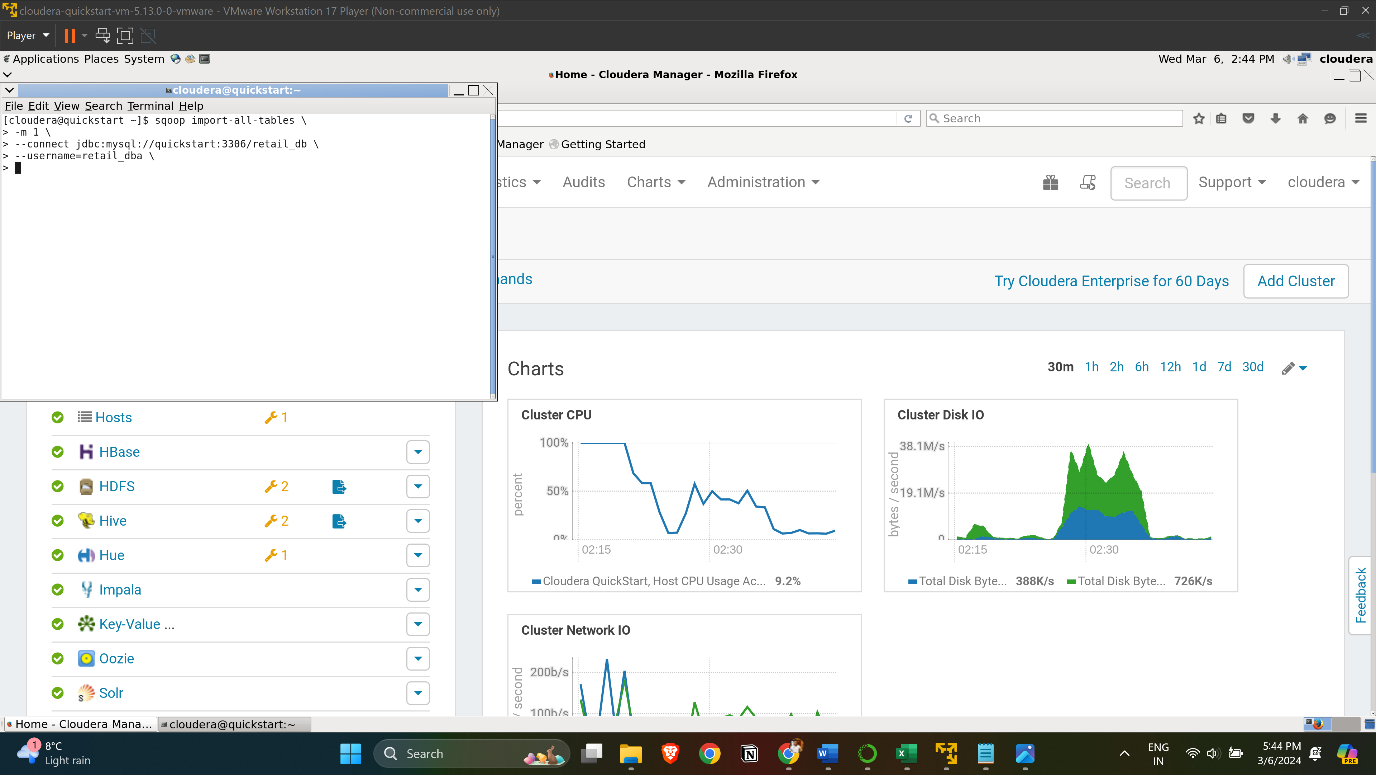 cloudera-quickstart-vm-5.13.0-0-vmware - VMware Workstation 17 Player (Non-commercial use only)
Player
Applications Places System
Wed Mar 6, 2:44 PM
cloudera
Home - Cloudera Manager - Mozilla Firefox
cloudera@quickstart:~
File Edit View Search Terminal Help
[cloudera@quickstart ~]$ sqoop import-all-tables \
> -m 1 \
> --connect jdbc:mysql://quickstart:3306/retail_db \
> --username=retail_dba \
>
Search
Manager
Getting Started
stics
Audits
Charts
Administration
Search
Support
cloudera
ands
Try Cloudera Enterprise for 60 Days
Add Cluster
Charts
30m 1h 2h 6h 12h 1d 7d 30d
Hosts
1
HBase
HDFS
2
Hive
2
Hue
1
Impala
Key-Value ...
Oozie
Solr
Cluster CPU
percent
100%
50%
0%
02:15
02:30
Cloudera QuickStart, Host CPU Usage Ac... 9.2%
Cluster Disk IO
bytes / second
38.1M/s
19.1M/s
0
02:15
02:30
Total Disk Byte... 388K/s
Total Disk Byte... 726K/s
Cluster Network IO
/ second
200b/s
100b/s
Feedback
Home - Cloudera Mana...
cloudera@quickstart:~
1
8°C
Light rain
Search
ENG
IN
5:44 PM
3/6/2024
PRE